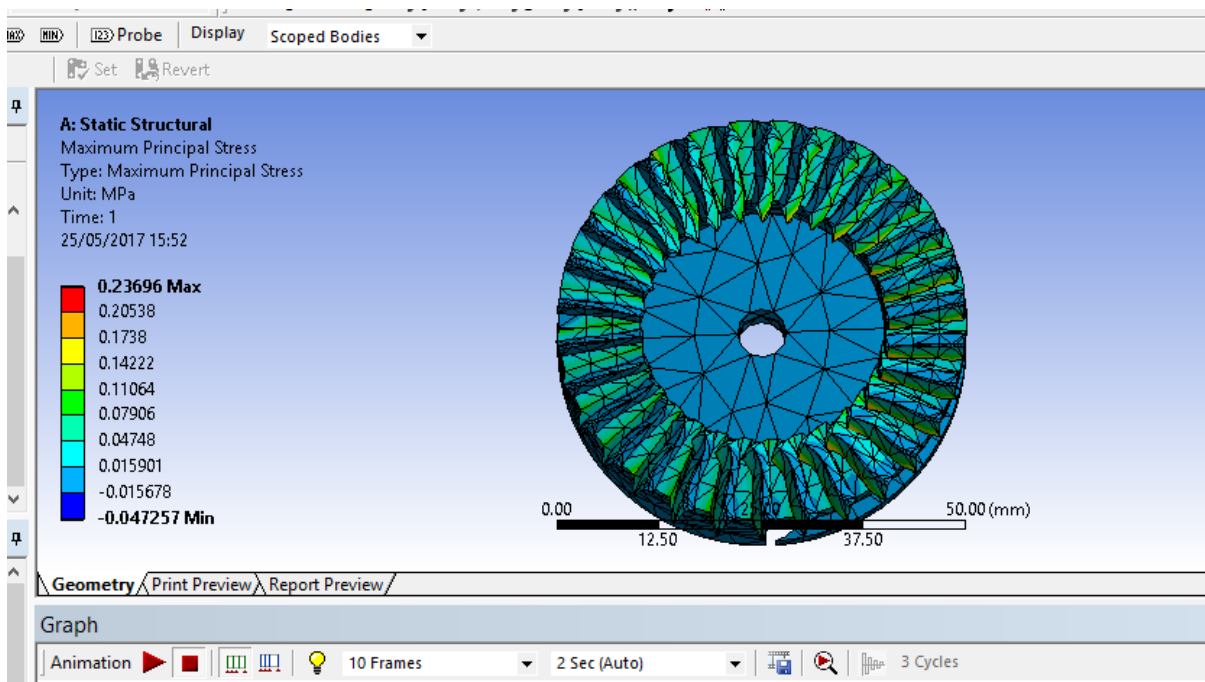 MAX MIN 123 Probe Display Scoped Bodies
Set Revert
A: Static Structural
Maximum Principal Stress
Type: Maximum Principal Stress
Unit: MPa
Time: 1
25/05/2017 15:52
0.23696 Max
0.20538
0.1738
0.14222
0.11064
0.07906
0.04748
0.015901
-0.015678
-0.047257 Min
0.00 50.00 (mm)
12.50 37.50
Geometry Print Preview Report Preview
Graph
Animation 10 Frames 2 Sec (Auto) 3 Cycles